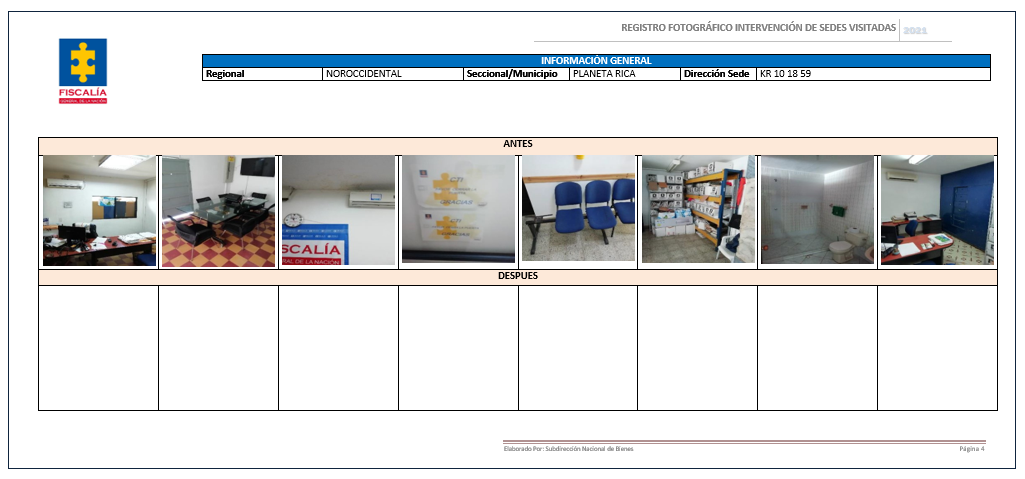 REGISTRO FOTOGRÁFICO INTERVENCIÓN DE SEDES VISITADAS 2021
FISCALÍA
GENERAL DE LA NACIÓN
INFORMACIÓN GENERAL
Regional NOROCCIDENTAL Seccional/Municipio PLANETA RICA Dirección Sede KR 10 18 59
ANTES
SCALÍA
RAL DE LA NACIÓN
DESPUES
Elaborado Por: Subdirección Nacional de Bienes
Página 4